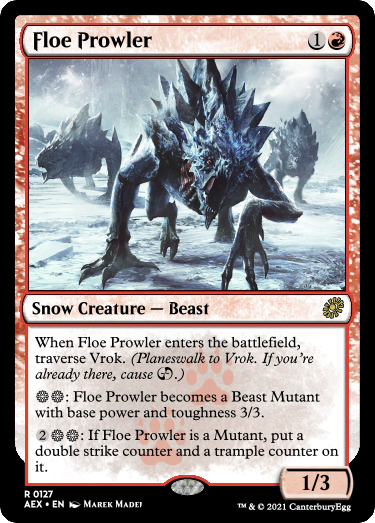 Floe Prowler 1
Snow Creature — Beast
When Floe Prowler enters the battlefield,
traverse Vrok. (Planeswalk to Vrok. If you're
already there, cause .)
: Floe Prowler becomes a Beast Mutant
with base power and toughness 3/3.
2 : If Floe Prowler is a Mutant, put a
double strike counter and a trample counter on
it.
1/3
R 0127
AEX • EN Marek Madej
™ & © 2021 CanterburyEgg